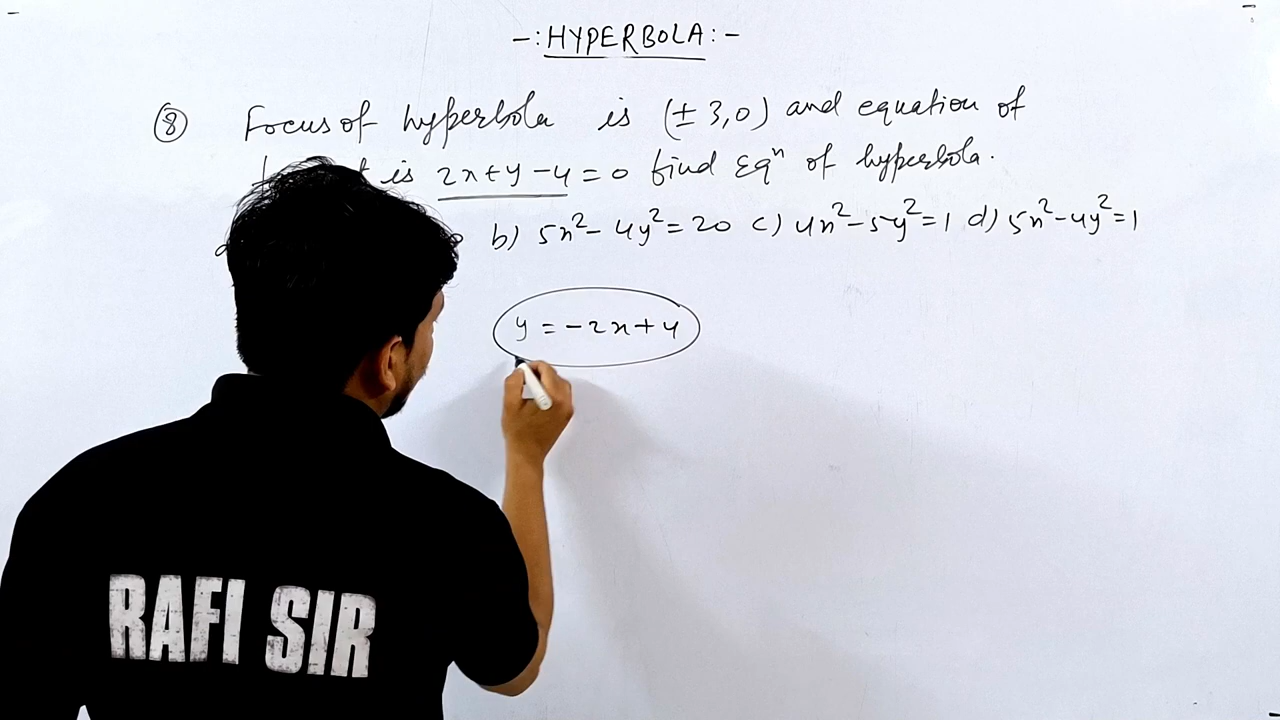 -: HYPERBOLA :-
⑧ Focus of hyperbola is (± 3,0) and equation of
is 2x+y-4=0 find Eqⁿ of hyperbola.
b) 5x²-4y²=20 c) 4x²-5y²=1 d) 5x²-4y²=1
y = -2x+4
RAFI SIR